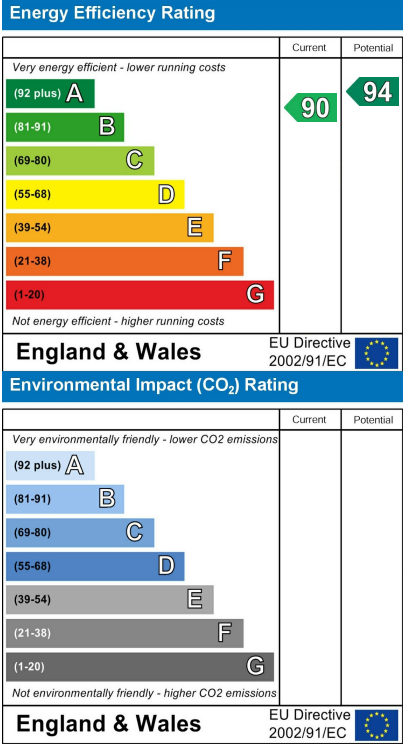 Energy Efficiency Rating
Current Potential
Very energy efficient - lower running costs
(92 plus) A
90 94
(81-91) B
(69-80) C
(55-68) D
(39-54) E
(21-38) F
(1-20) G
Not energy efficient - higher running costs
England & Wales
EU Directive
2002/91/EC
Environmental Impact (CO₂) Rating
Current Potential
Very environmentally friendly - lower CO2 emissions
(92 plus) A
(81-91) B
(69-80) C
(55-68) D
(39-54) E
(21-38) F
(1-20) G
Not environmentally friendly - higher CO2 emissions
England & Wales
EU Directive
2002/91/EC